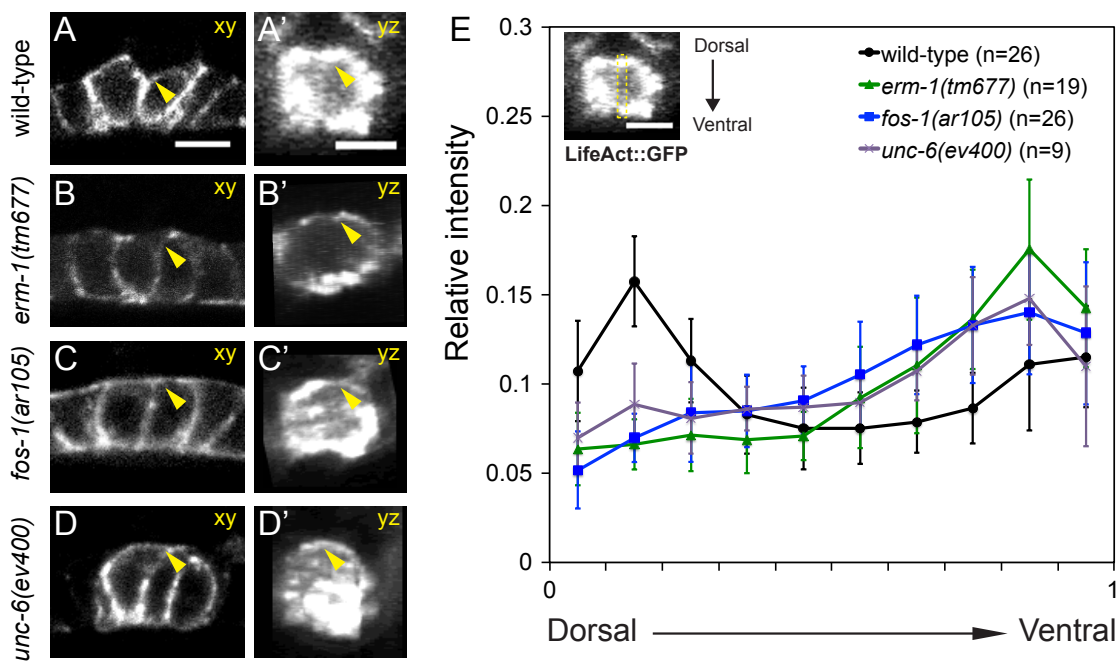 wild-type
A xy
A' yz
erm-1(tm677)
B xy
B' yz
fos-1(ar105)
C xy
C' yz
unc-6(ev400)
D xy
D' yz
E
Relative intensity
0.3
0.25
0.2
0.15
0.1
0.05
0
Dorsal
Ventral
LifeAct::GFP
wild-type (n=26)
erm-1(tm677) (n=19)
fos-1(ar105) (n=26)
unc-6(ev400) (n=9)
0 1
Dorsal Ventral